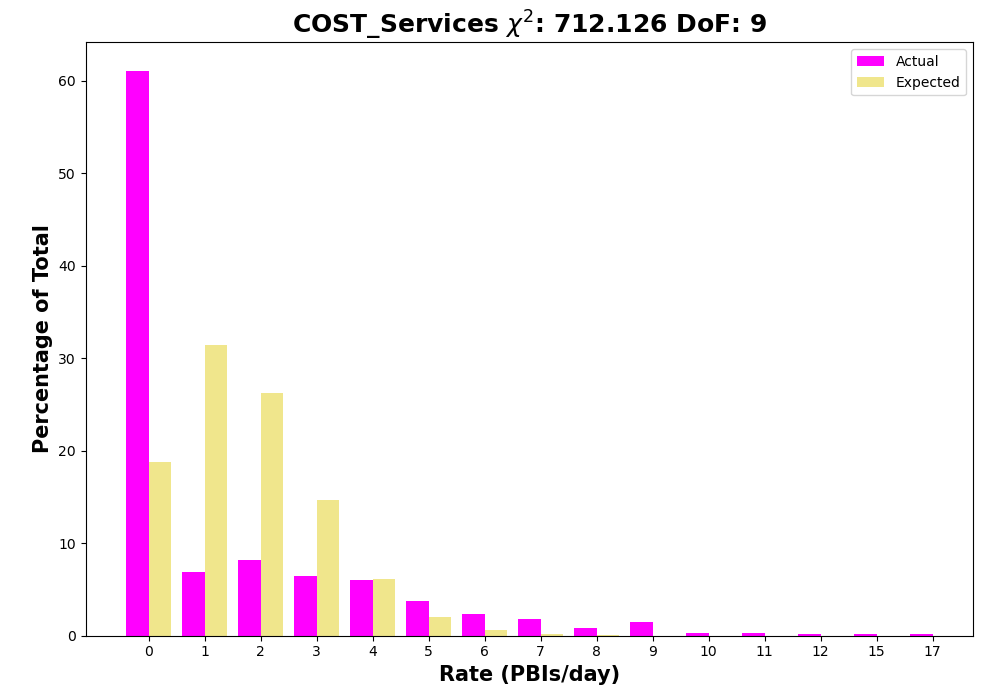 COST_Services χ²: 712.126 DoF: 9
Actual
Expected
Percentage of Total
60
50
40
30
20
10
0
0 1 2 3 4 5 6 7 8 9 10 11 12 15 17
Rate (PBIs/day)